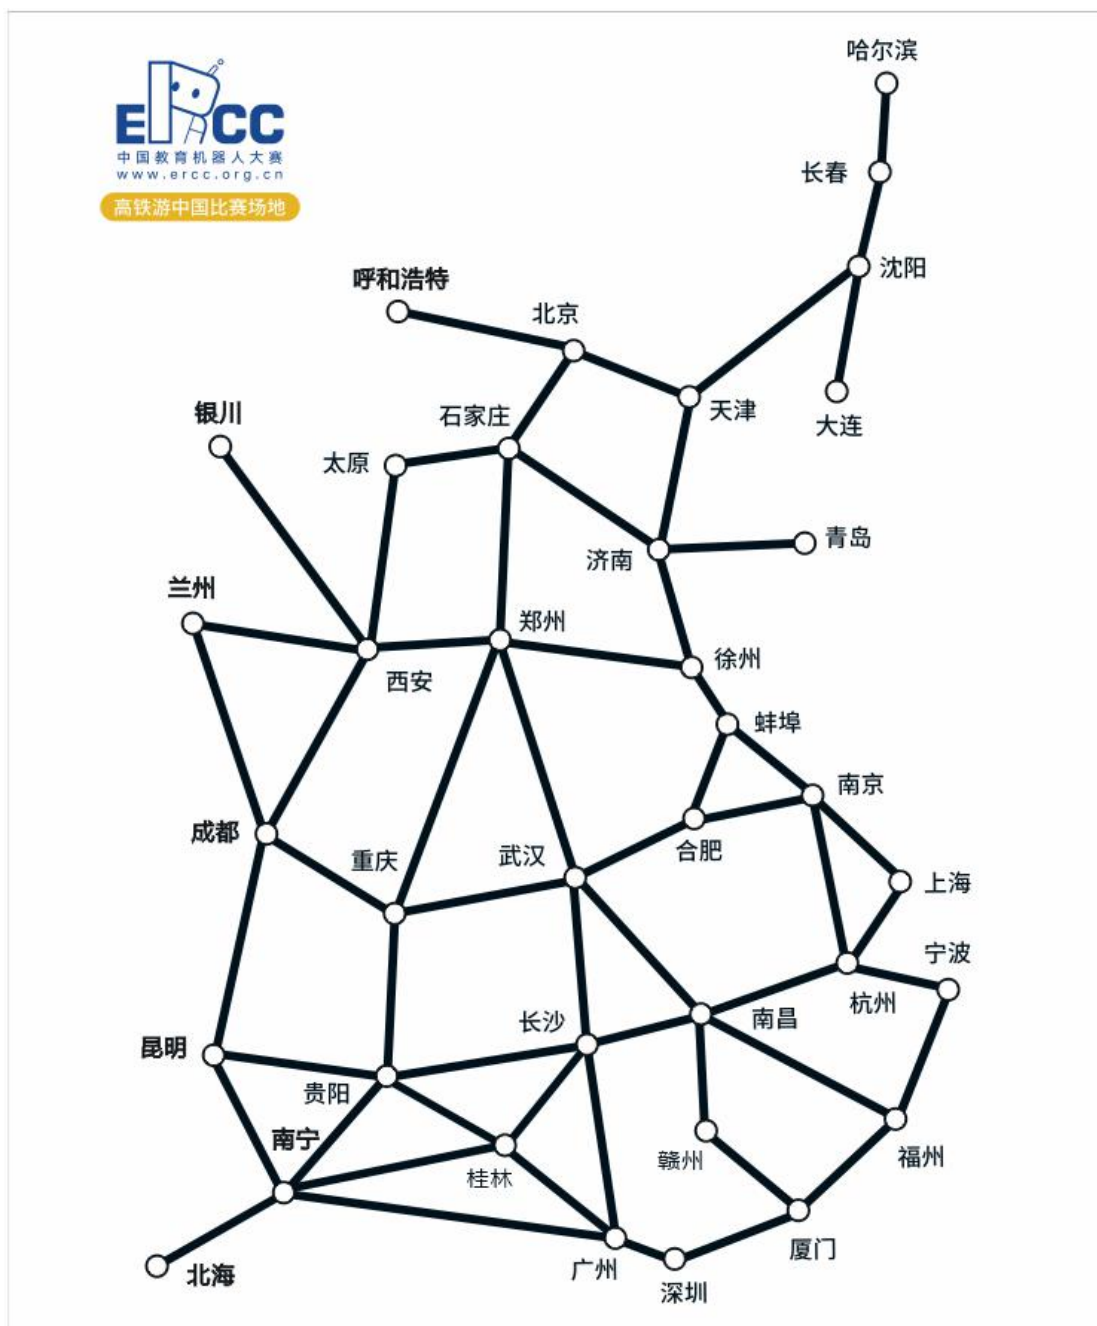 哈尔滨
ERCC
中国教育机器人大赛
www.ercc.org.cn
高铁游中国比赛场地
长春
沈阳
呼和浩特
北京
银川
石家庄
天津
大连
太原
青岛
济南
兰州
郑州
徐州
西安
蚌埠
南京
成都
重庆
武汉
合肥
上海
宁波
杭州
长沙
南昌
昆明
贵阳
南宁
赣州
福州
桂林
厦门
北海
广州
深圳